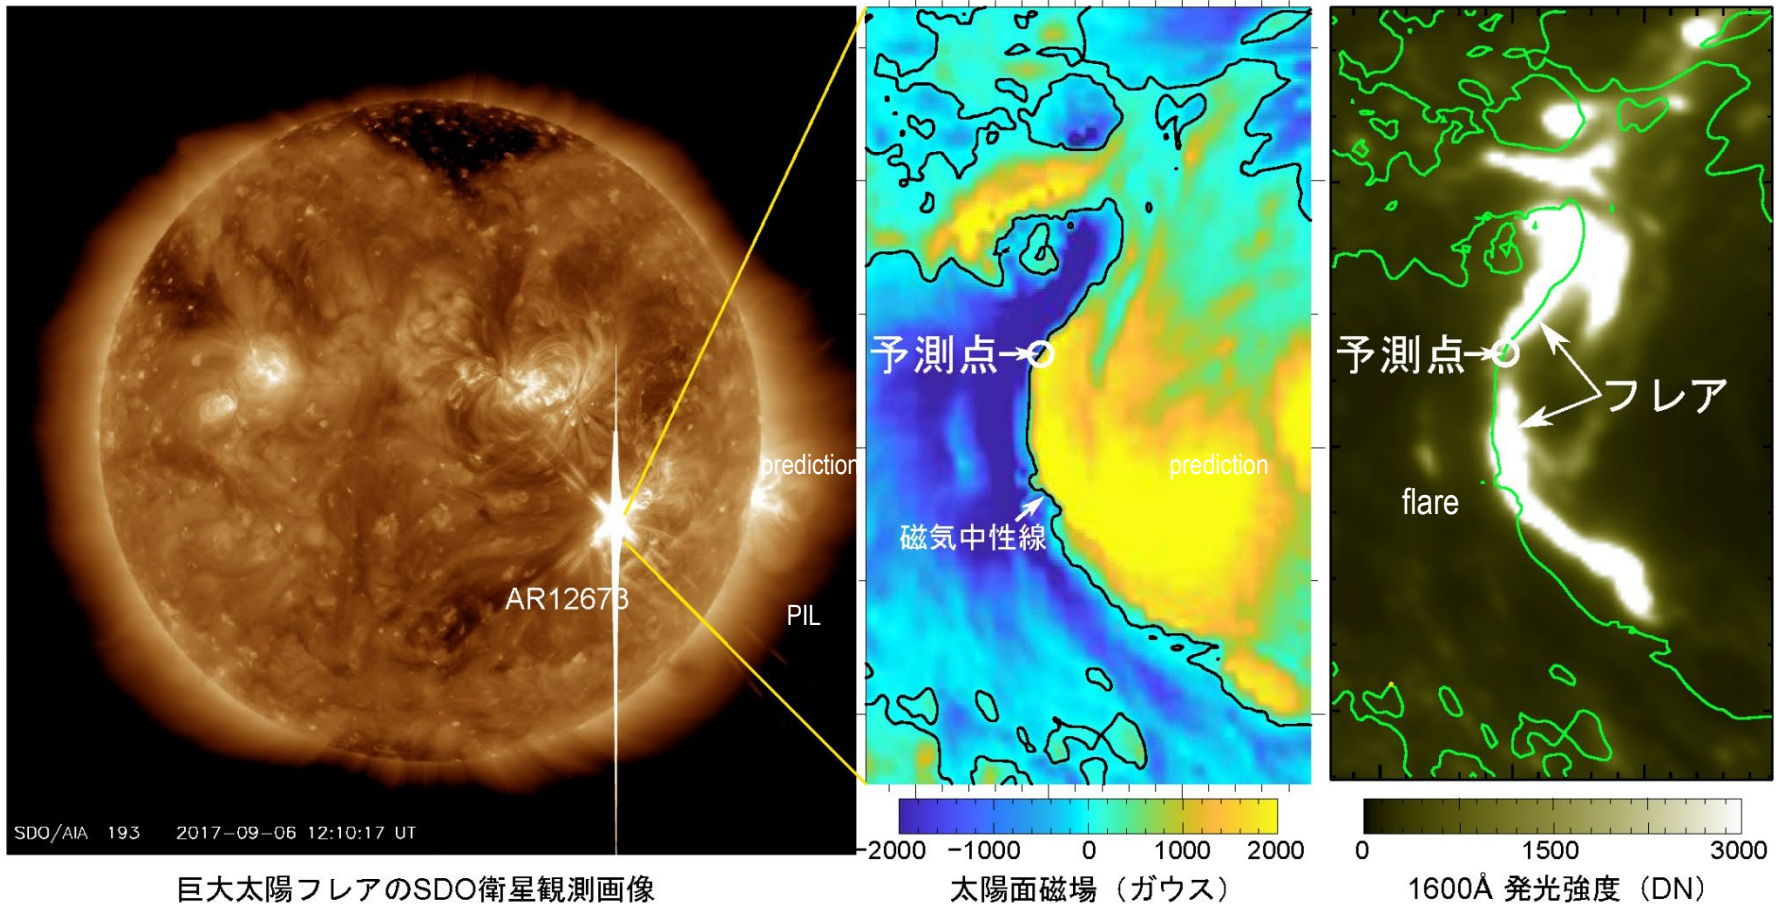 予測点
予測点
フレア
prediction
prediction
flare
磁気中性線
AR12673
PIL
SDO/AIA 193 2017-09-06 12:10:17 UT
-2000 -1000 0 1000 2000
0 1500 3000
巨大太陽フレアのSDO衛星観測画像
太陽面磁場（ガウス）
1600Å 発光強度（DN）